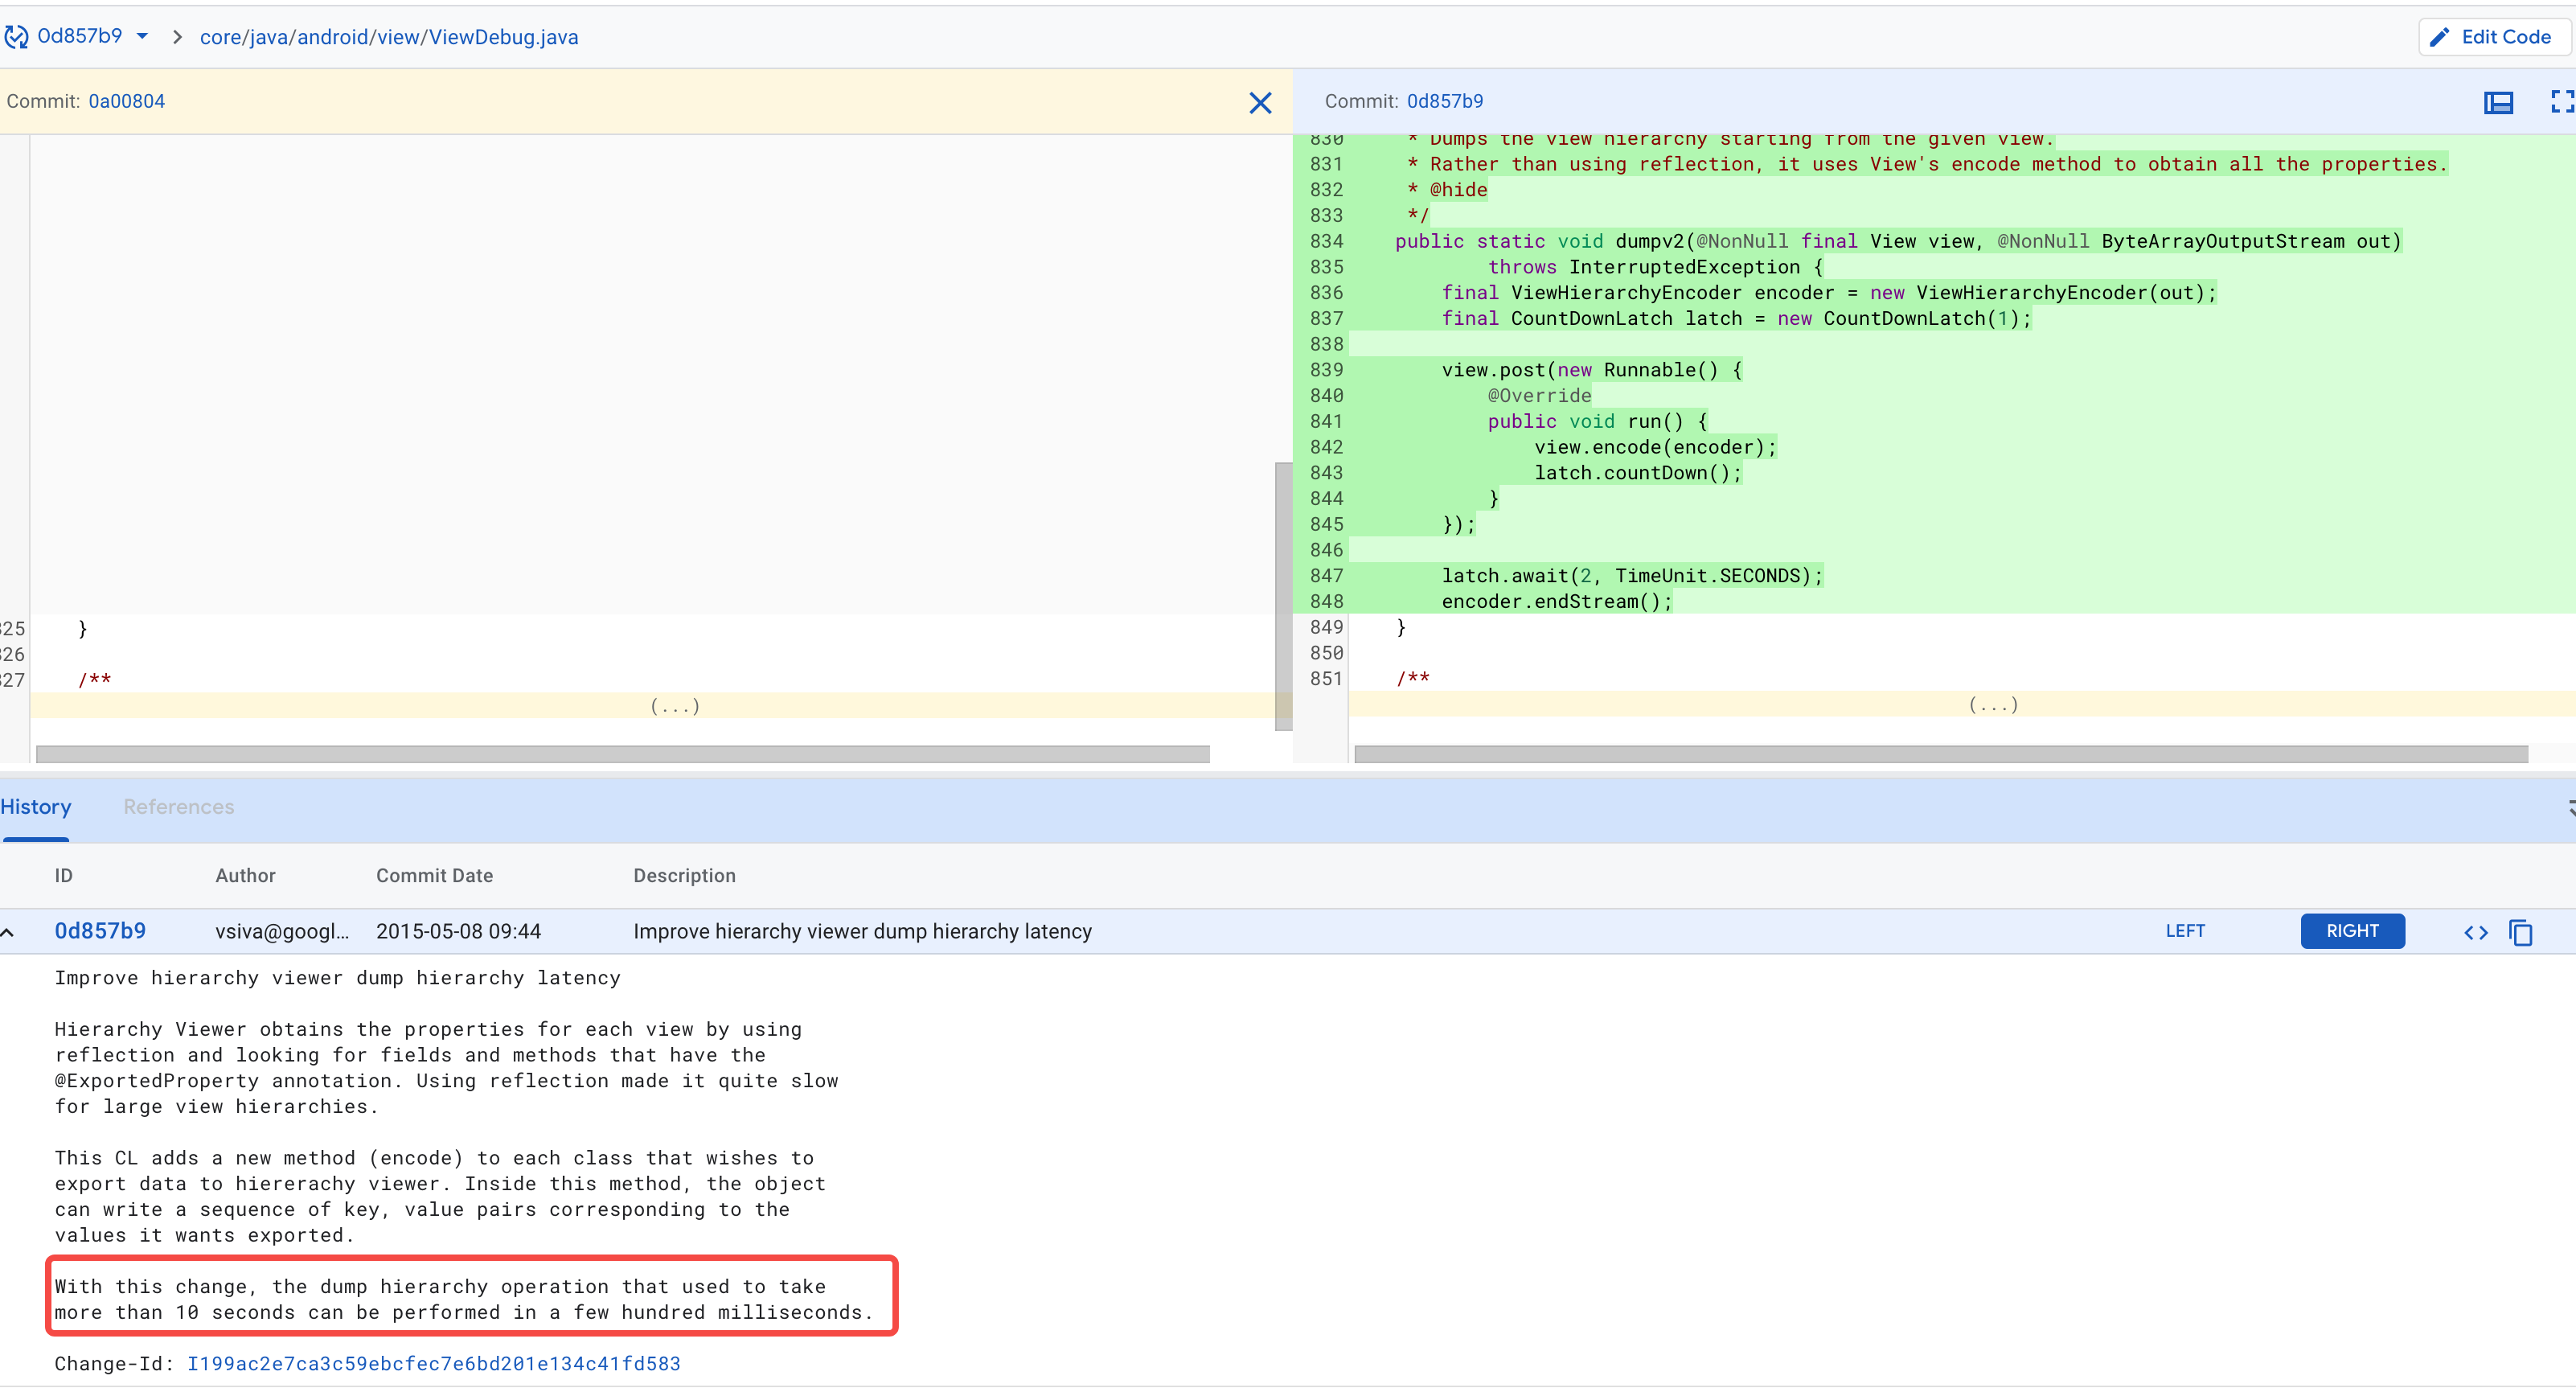 0d857b9 > core/java/android/view/ViewDebug.java
Edit Code
Commit: 0a00804
Commit: 0d857b9
25 }
26
27 /**
(...)
830 * Dumps the view hierarchy starting from the given view.
831 * Rather than using reflection, it uses View's encode method to obtain all the properties.
832 * @hide
833 */
834 public static void dumpv2(@NonNull final View view, @NonNull ByteArrayOutputStream out)
835 throws InterruptedException {
836 final ViewHierarchyEncoder encoder = new ViewHierarchyEncoder(out);
837 final CountDownLatch latch = new CountDownLatch(1);
838
839 view.post(new Runnable() {
840 @Override
841 public void run() {
842 view.encode(encoder);
843 latch.countDown();
844 }
845 });
846
847 latch.await(2, TimeUnit.SECONDS);
848 encoder.endStream();
849 }
850
851 /**
(...)
History References
ID Author Commit Date Description
0d857b9 vsiva@googl... 2015-05-08 09:44 Improve hierarchy viewer dump hierarchy latency LEFT RIGHT <>
Improve hierarchy viewer dump hierarchy latency
Hierarchy Viewer obtains the properties for each view by using
reflection and looking for fields and methods that have the
@ExportedProperty annotation. Using reflection made it quite slow
for large view hierarchies.
This CL adds a new method (encode) to each class that wishes to
export data to hiererachy viewer. Inside this method, the object
can write a sequence of key, value pairs corresponding to the
values it wants exported.
With this change, the dump hierarchy operation that used to take
more than 10 seconds can be performed in a few hundred milliseconds.
Change-Id: I199ac2e7ca3c59ebcfec7e6bd201e134c41fd583